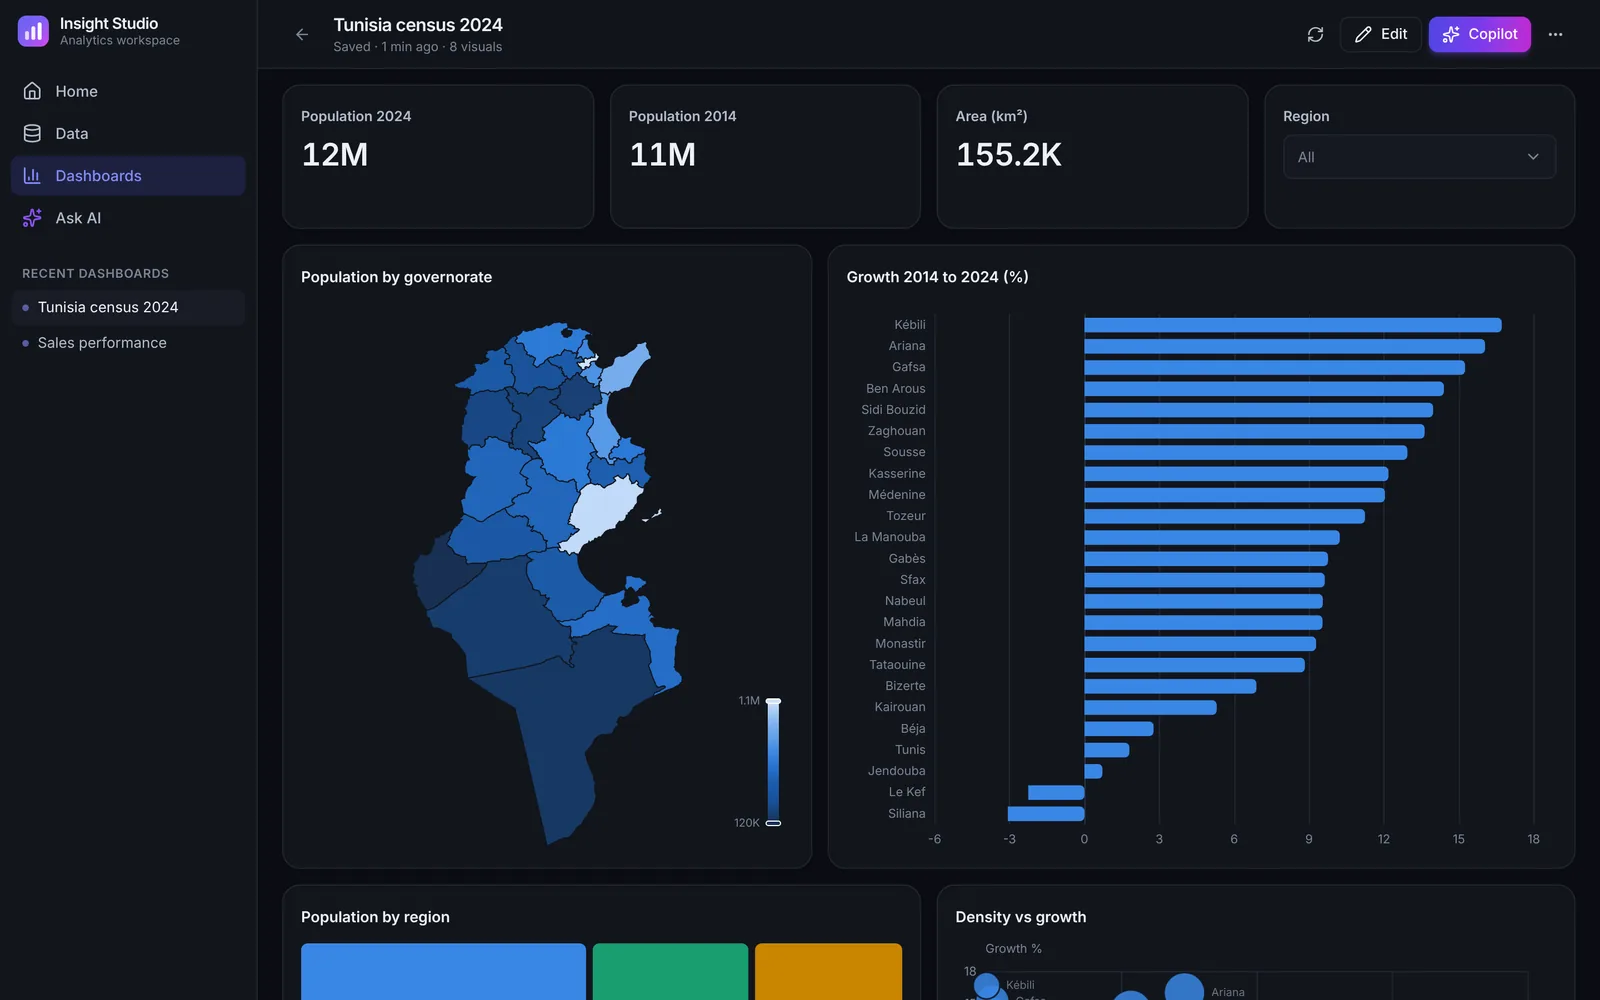 Insight Studio
Analytics workspace
Home
Data
Dashboards
Ask AI
RECENT DASHBOARDS
Tunisia census 2024
Sales performance
Tunisia census 2024
Saved · 1 min ago · 8 visuals
Edit
Copilot
Population 2024
12M
Population 2014
11M
Area (km²)
155.2K
Region
All
Population by governorate
1.1M
120K
Growth 2014 to 2024 (%)
Kébili
Ariana
Gafsa
Ben Arous
Sidi Bouzid
Zaghouan
Sousse
Kasserine
Médenine
Tozeur
La Manouba
Gabès
Sfax
Nabeul
Mahdia
Monastir
Tataouine
Bizerte
Kairouan
Béja
Tunis
Jendouba
Le Kef
Siliana
-6 -3 0 3 6 9 12 15 18
Population by region
Density vs growth
Growth %
18
Kébili
Ariana